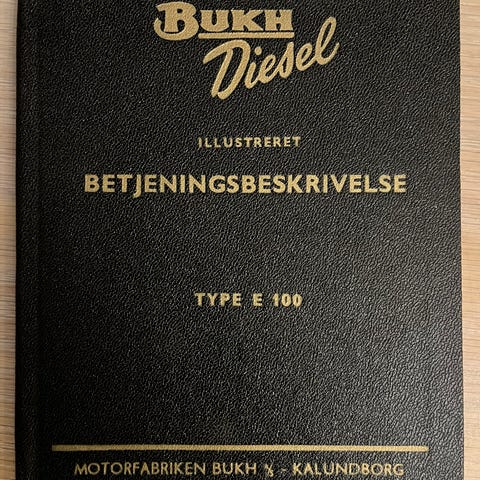 BUKH
Diesel
ILLUSTRERET
BETJENINGSBESKRIVELSE
TYPE E 100
MOTORFABRIKEN BUKH A/S - KALUNDBORG